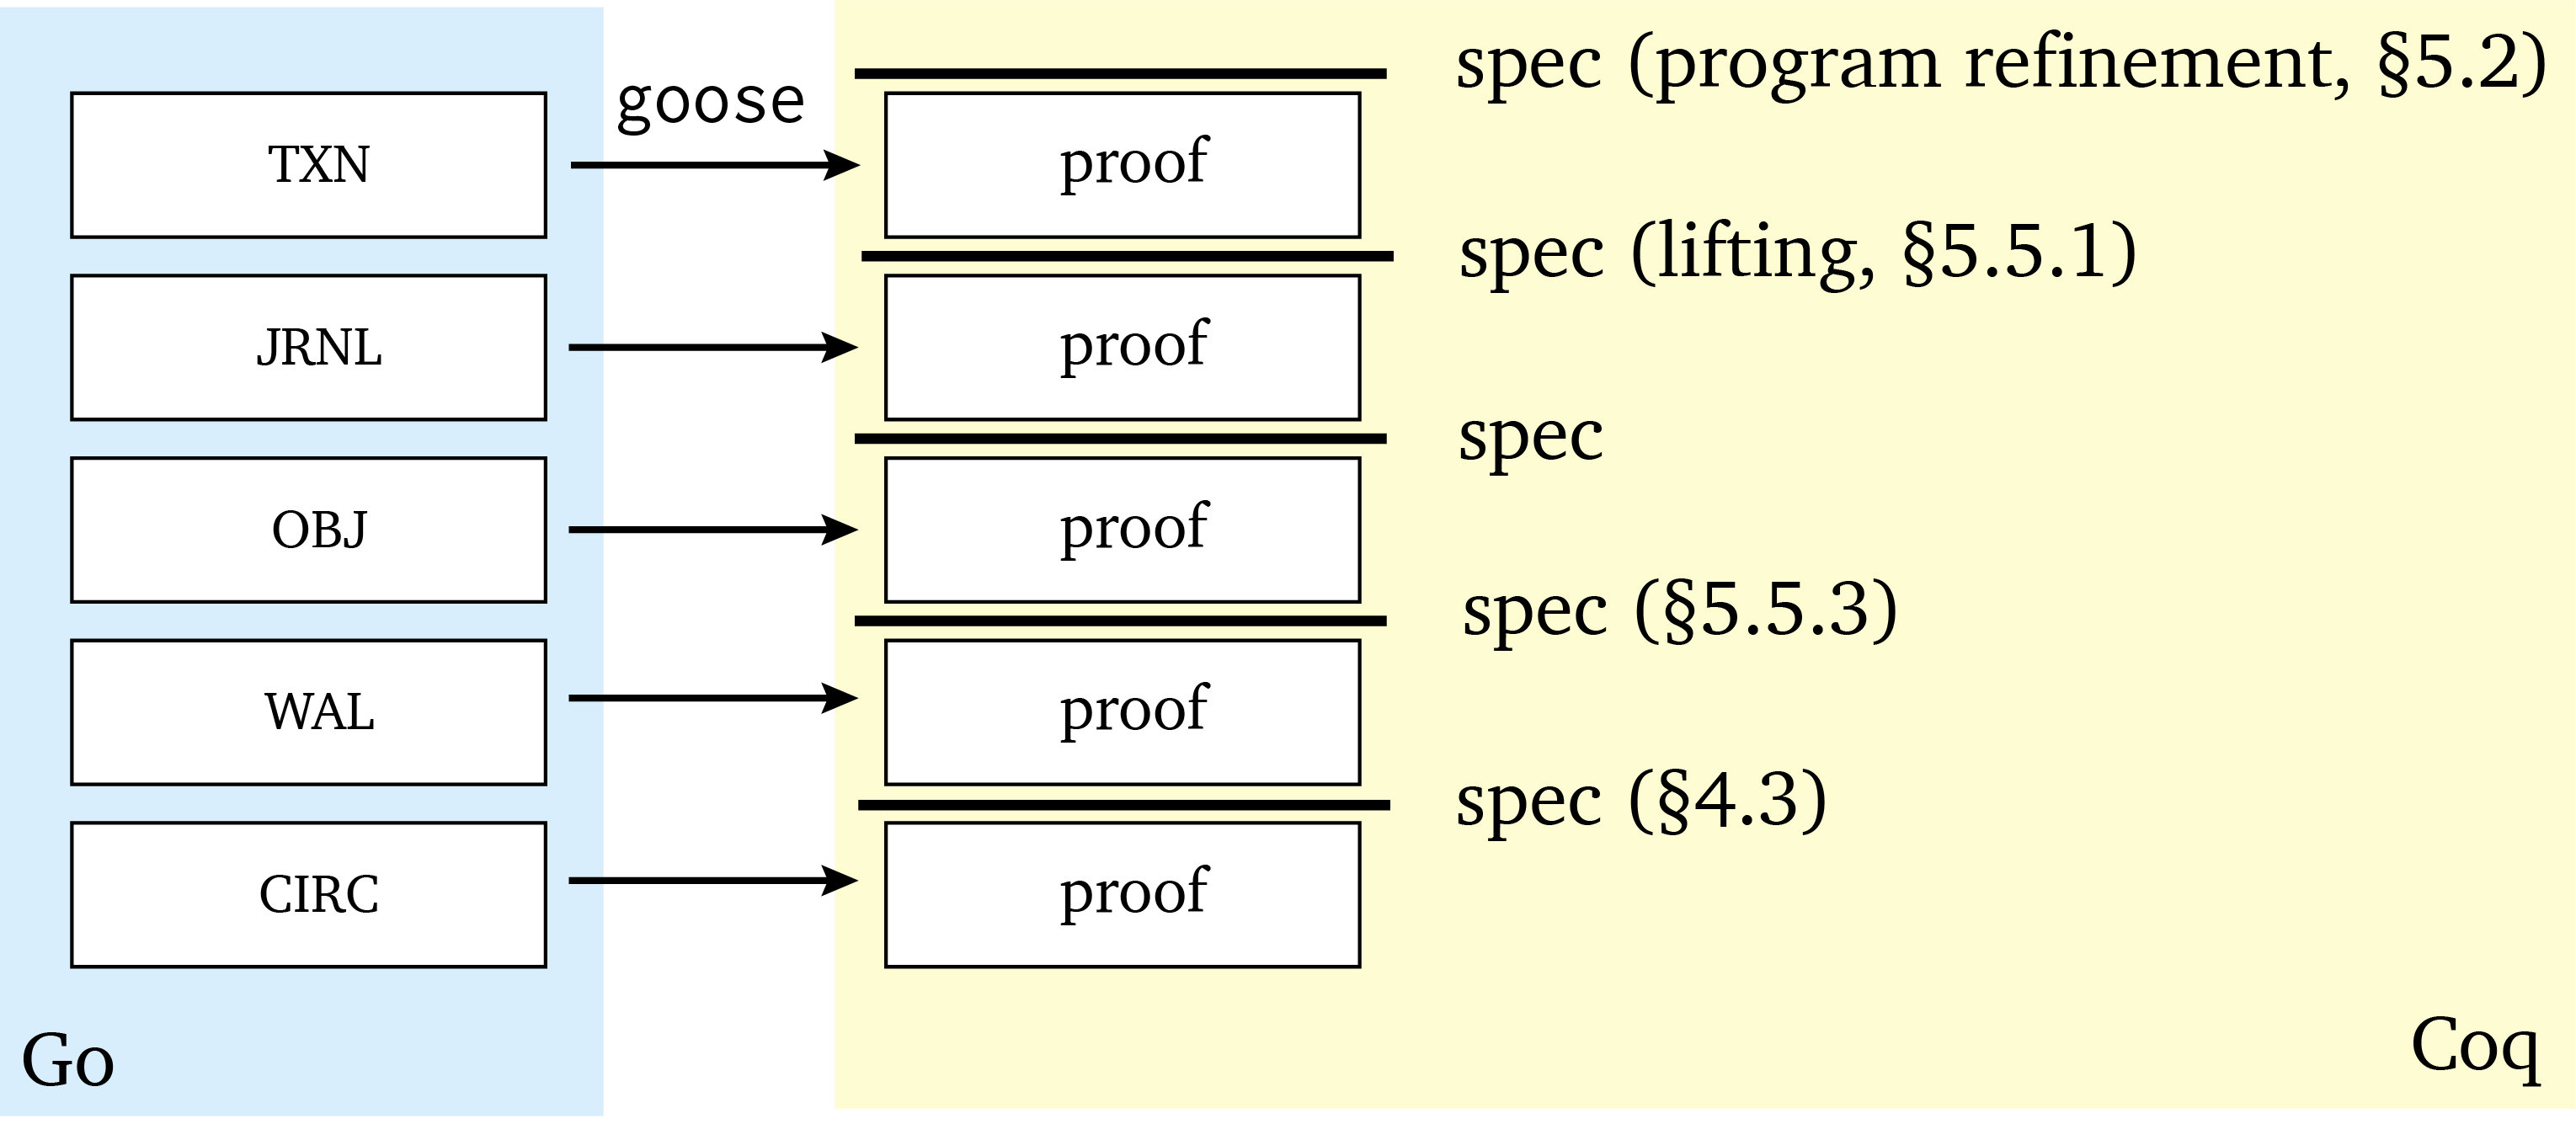 spec (program refinement, §5.2)
goose
TXN
proof
spec (lifting, §5.5.1)
JRNL
proof
spec
OBJ
proof
spec (§5.5.3)
WAL
proof
spec (§4.3)
CIRC
proof
Go
Coq